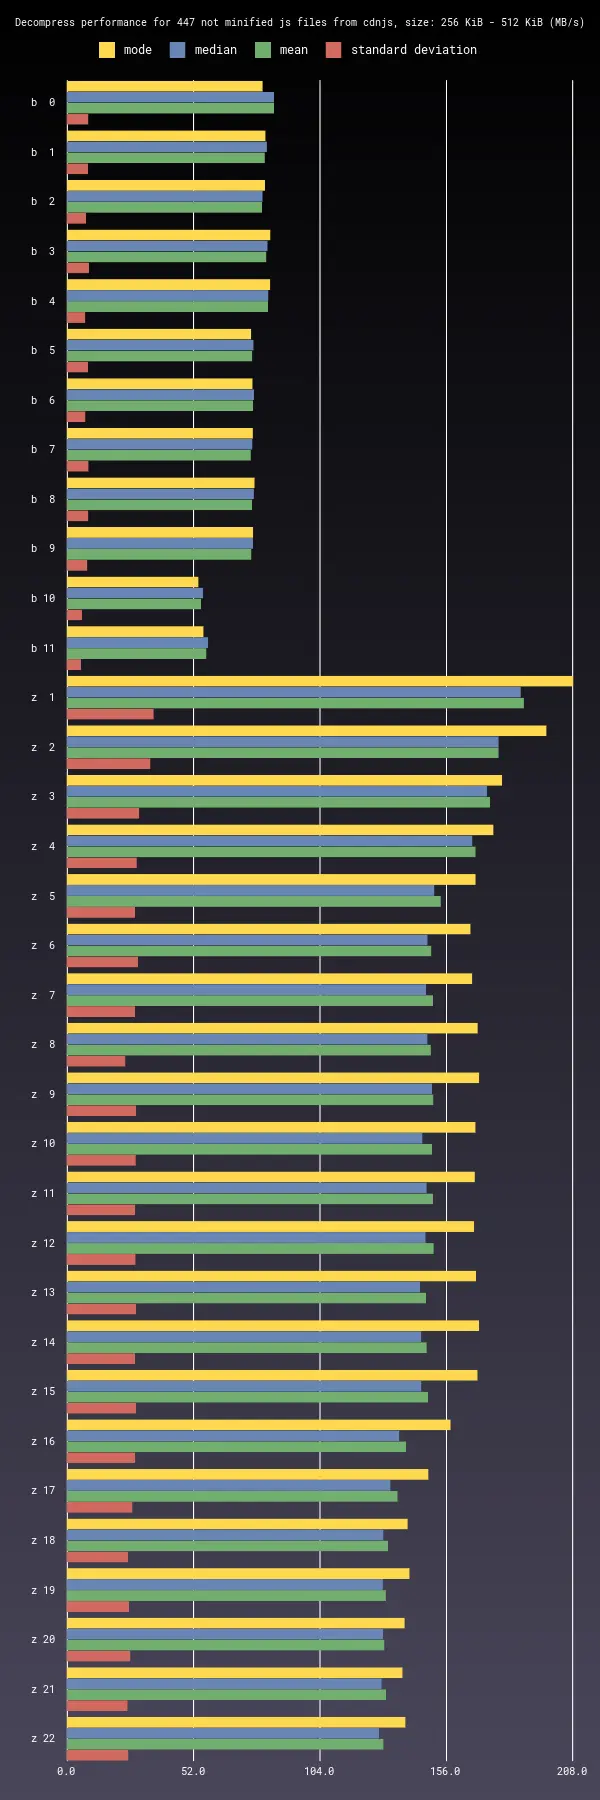 Decompress performance for 447 not minified js files from cdnjs, size: 256 KiB - 512 KiB (MB/s)
mode median mean standard deviation
b 0
b 1
b 2
b 3
b 4
b 5
b 6
b 7
b 8
b 9
b 10
b 11
z 1
z 2
z 3
z 4
z 5
z 6
z 7
z 8
z 9
z 10
z 11
z 12
z 13
z 14
z 15
z 16
z 17
z 18
z 19
z 20
z 21
z 22
0.0 52.0 104.0 156.0 208.0